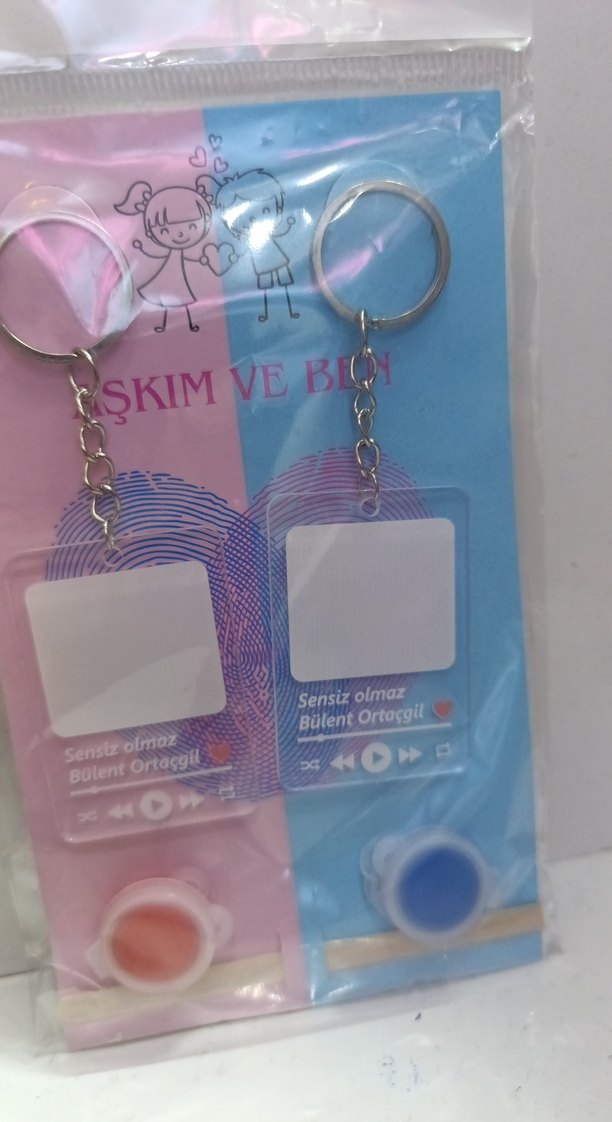 AŞKIM VE BEN
Sensiz olmaz
Bülent Ortaçgil
Sensiz olmaz
Bülent Ortaçgil